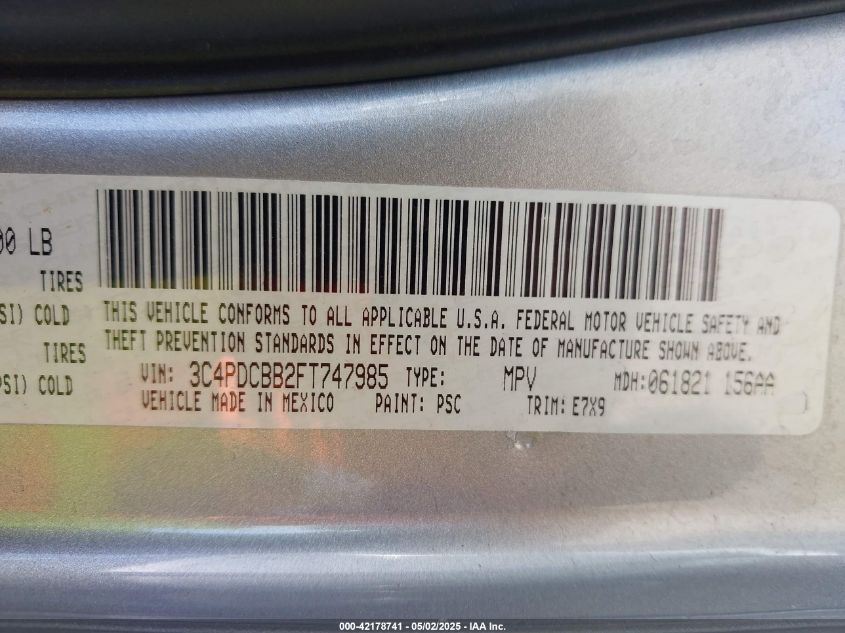 00 LB
TIRES
SI) COLD
TIRES
PSI) COLD
THIS VEHICLE CONFORMS TO ALL APPLICABLE U.S.A. FEDERAL MOTOR VEHICLE SAFETY AND
THEFT PREVENTION STANDARDS IN EFFECT ON THE DATE OF MANUFACTURE SHOWN ABOVE.
VIN: 3C4PDCBB2FT747985 TYPE: MPV MDH:061821 156AA
VEHICLE MADE IN MEXICO PAINT: PSC TRIM: E7X9
000-42178741 - 05/02/2025 - IAA Inc.